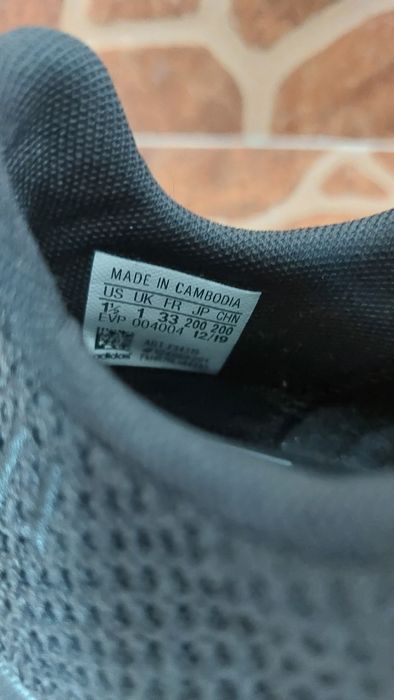 MADE IN CAMBODIA
US UK FR JP CHN
1½ 1 33 200 200
EVP 004004 12/19
adidas